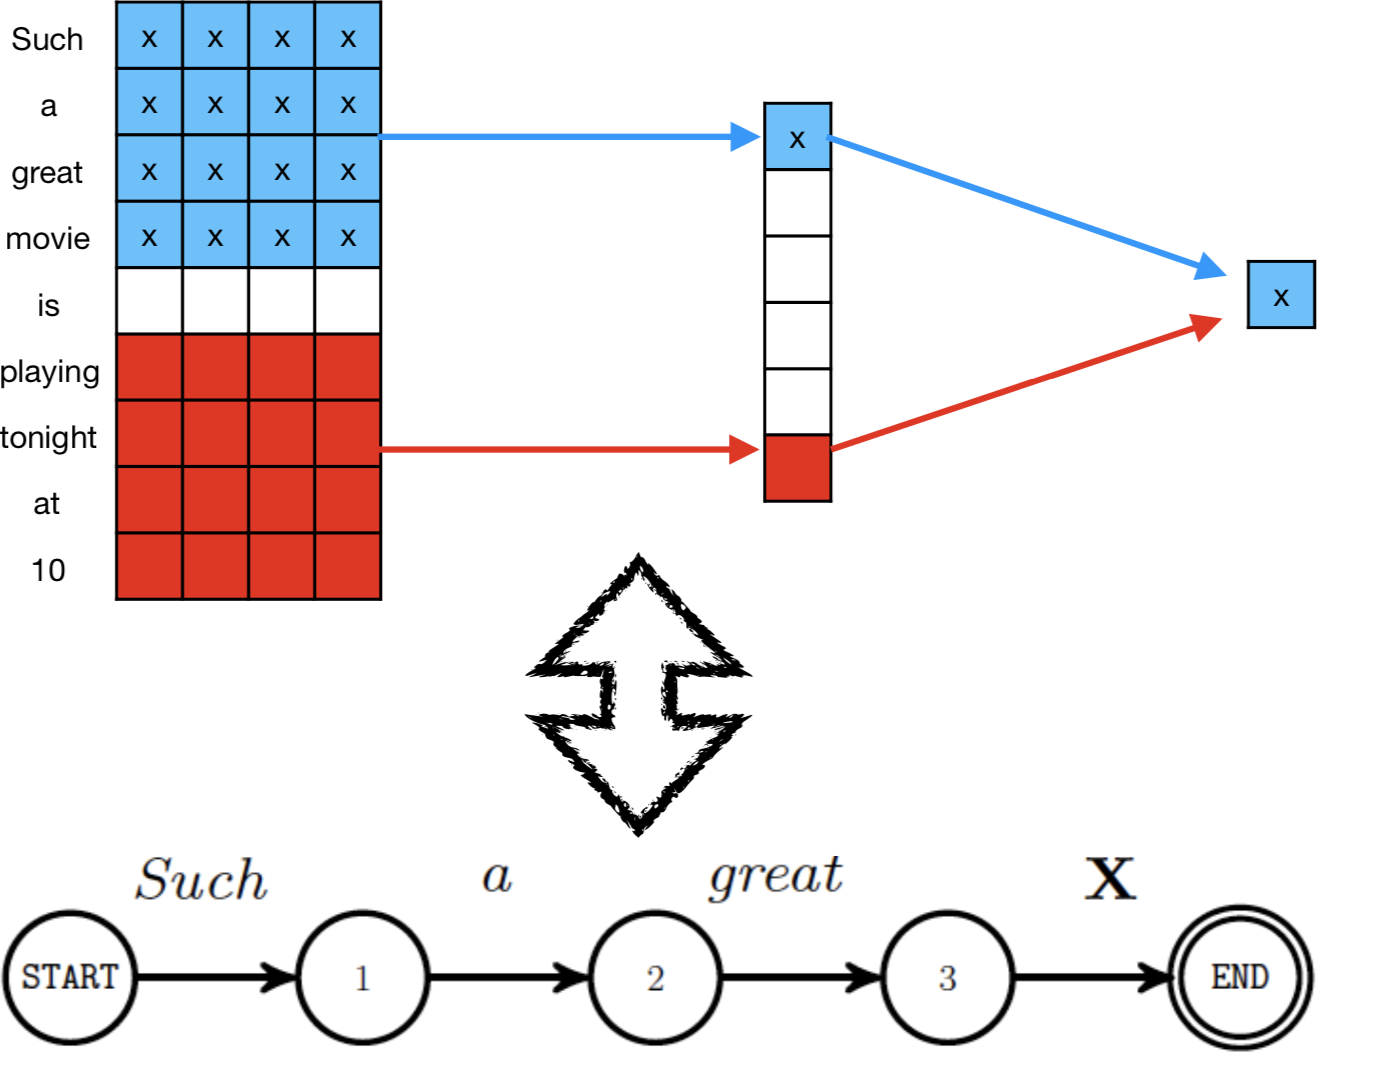 Such x x x x
a x x x x x
great x x x x
movie x x x x
is x
playing
tonight
at
10
Such a great X
START 1 2 3 END